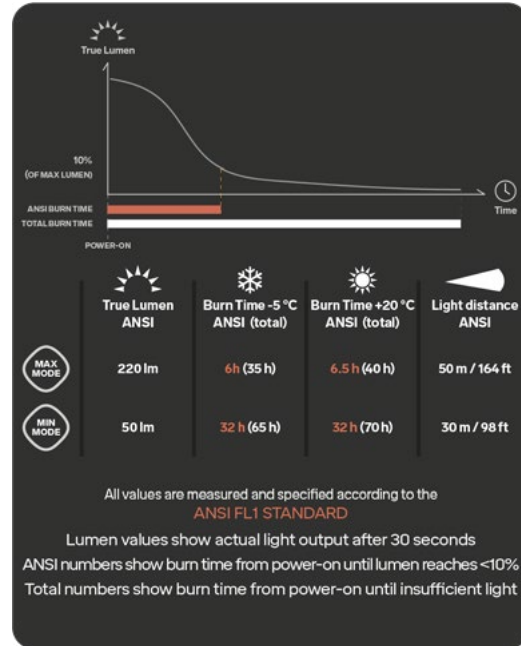 True Lumen
10%
(OF MAX LUMEN)
ANSI BURN TIME
TOTAL BURN TIME
Time
POWER-ON
True Lumen
ANSI
Burn Time -5 °C
ANSI (total)
Burn Time +20 °C
ANSI (total)
Light distance
ANSI
MAX
MODE
220 lm
6h (35 h)
6.5 h (40 h)
50 m / 164 ft
MIN
MODE
50 lm
32 h (65 h)
32 h (70 h)
30 m / 98 ft
All values are measured and specified according to the
ANSI FL1 STANDARD
Lumen values show actual light output after 30 seconds
ANSI numbers show burn time from power-on until lumen reaches <10%
Total numbers show burn time from power-on until insufficient light